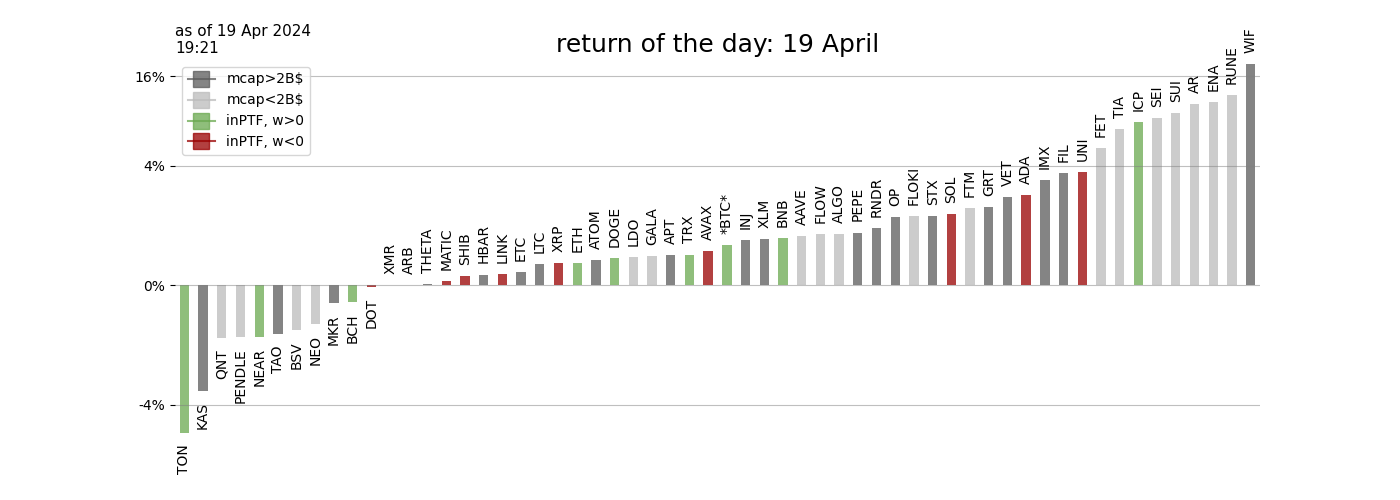 as of 19 Apr 2024
19:21
return of the day: 19 April
mcap>2B$
mcap<2B$
inPTF, w>0
inPTF, w<0
16%
4%
0%
-4%
TON
KAS
QNT
PENDLE
NEAR
TAO
BSV
NEO
MKR
BCH
DOT
XMR
ARB
THETA
MATIC
SHIB
HBAR
LINK
ETC
LTC
XRP
ETH
ATOM
DOGE
LDO
GALA
APT
TRX
AVAX
*BTC*
INJ
XLM
BNB
AAVE
FLOW
ALGO
PEPE
RNDR
OP
FLOKI
STX
SOL
FTM
GRT
VET
ADA
IMX
FIL
UNI
FET
TIA
ICP
SEI
SUI
AR
ENA
RUNE
WIF